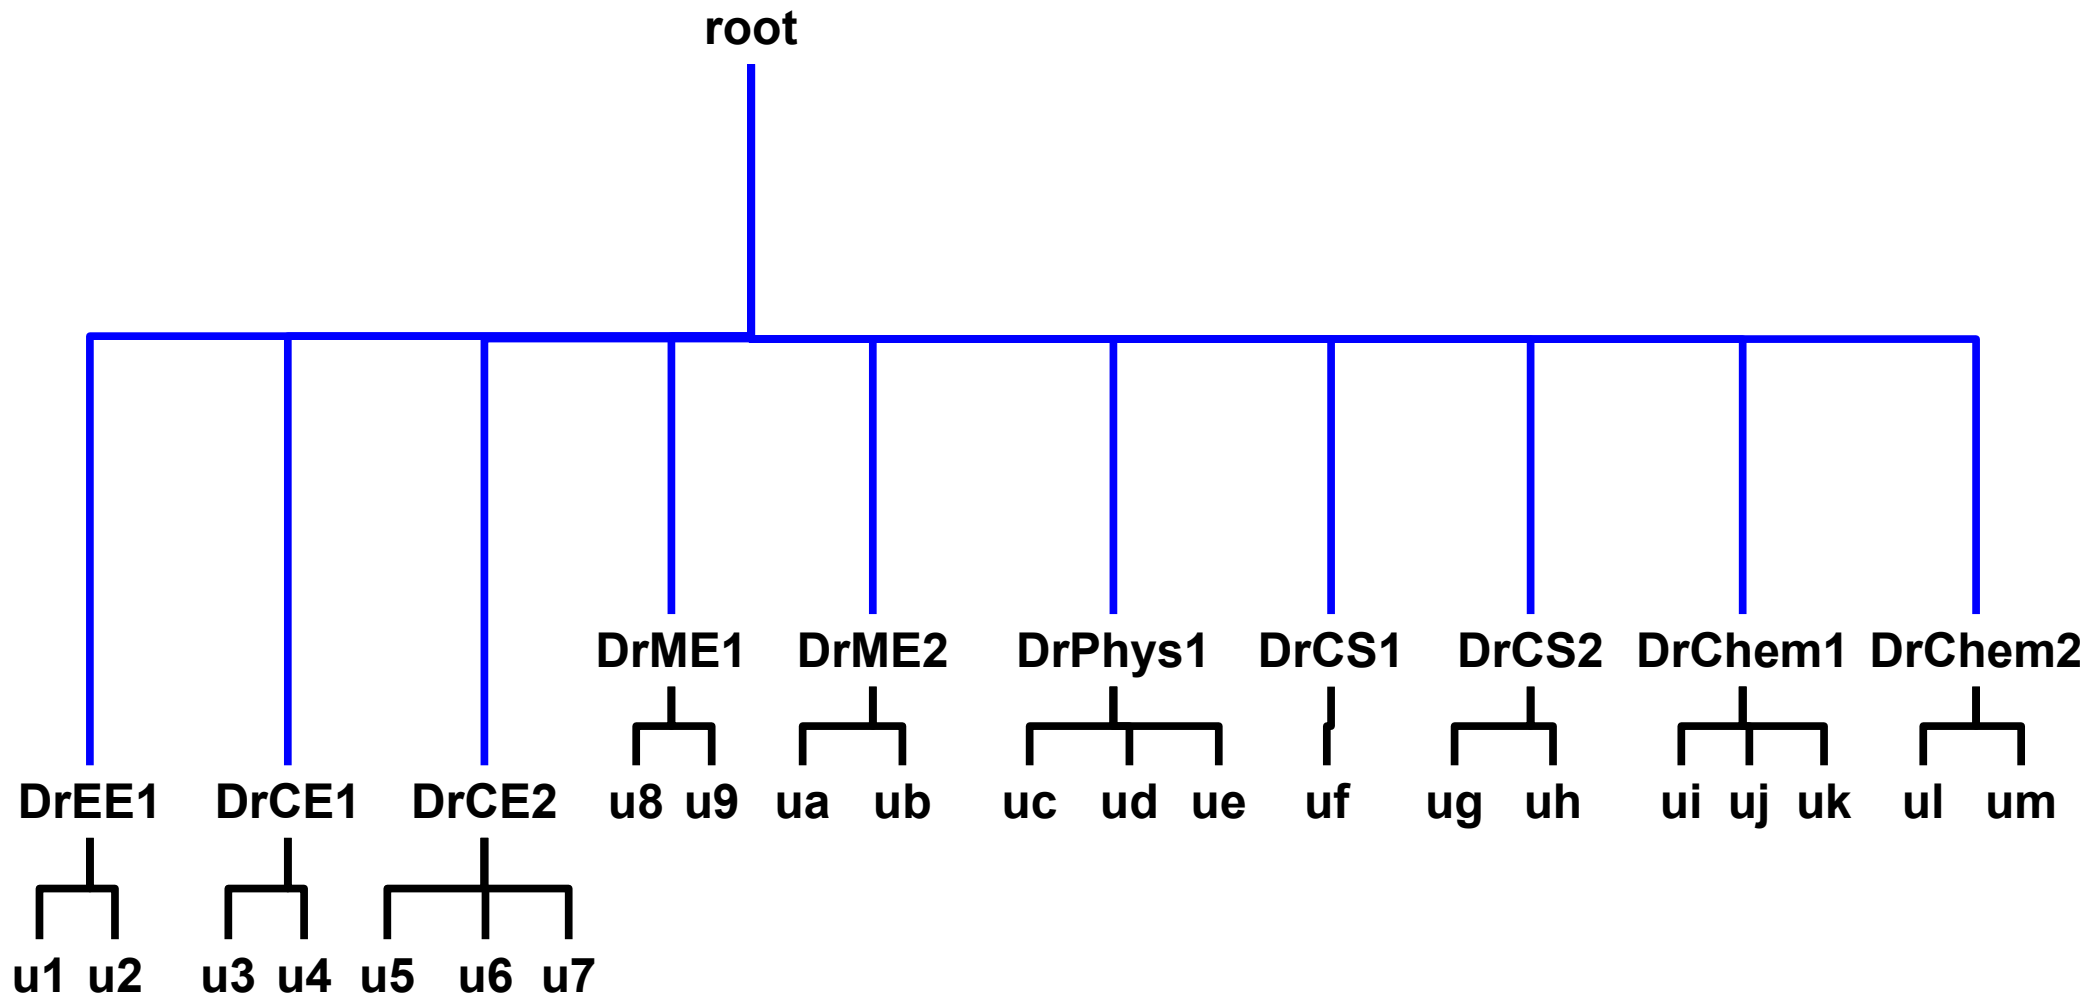 root
DrME1 DrME2 DrPhys1 DrCS1 DrCS2 DrChem1 DrChem2
DrEE1 DrCE1 DrCE2 u8 u9 ua ub uc ud ue uf ug uh ui uj uk ul um
u1 u2 u3 u4 u5 u6 u7